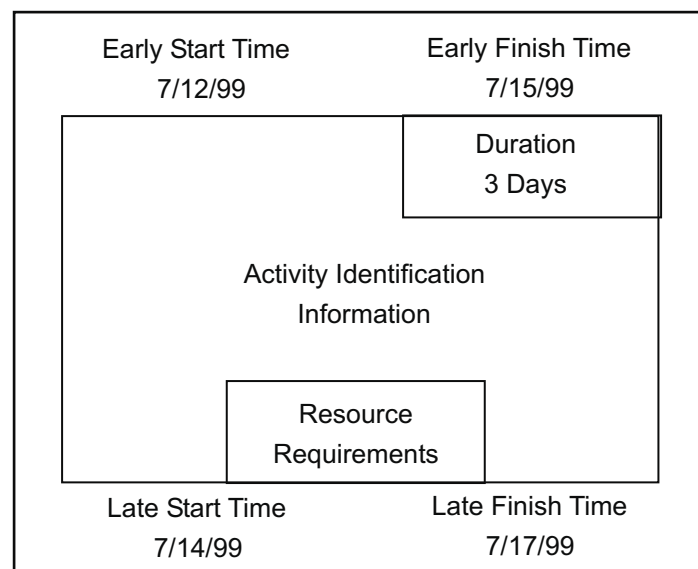 Early Start Time
7/12/99
Early Finish Time
7/15/99
Duration
3 Days
Activity Identification
Information
Resource
Requirements
Late Start Time
7/14/99
Late Finish Time
7/17/99